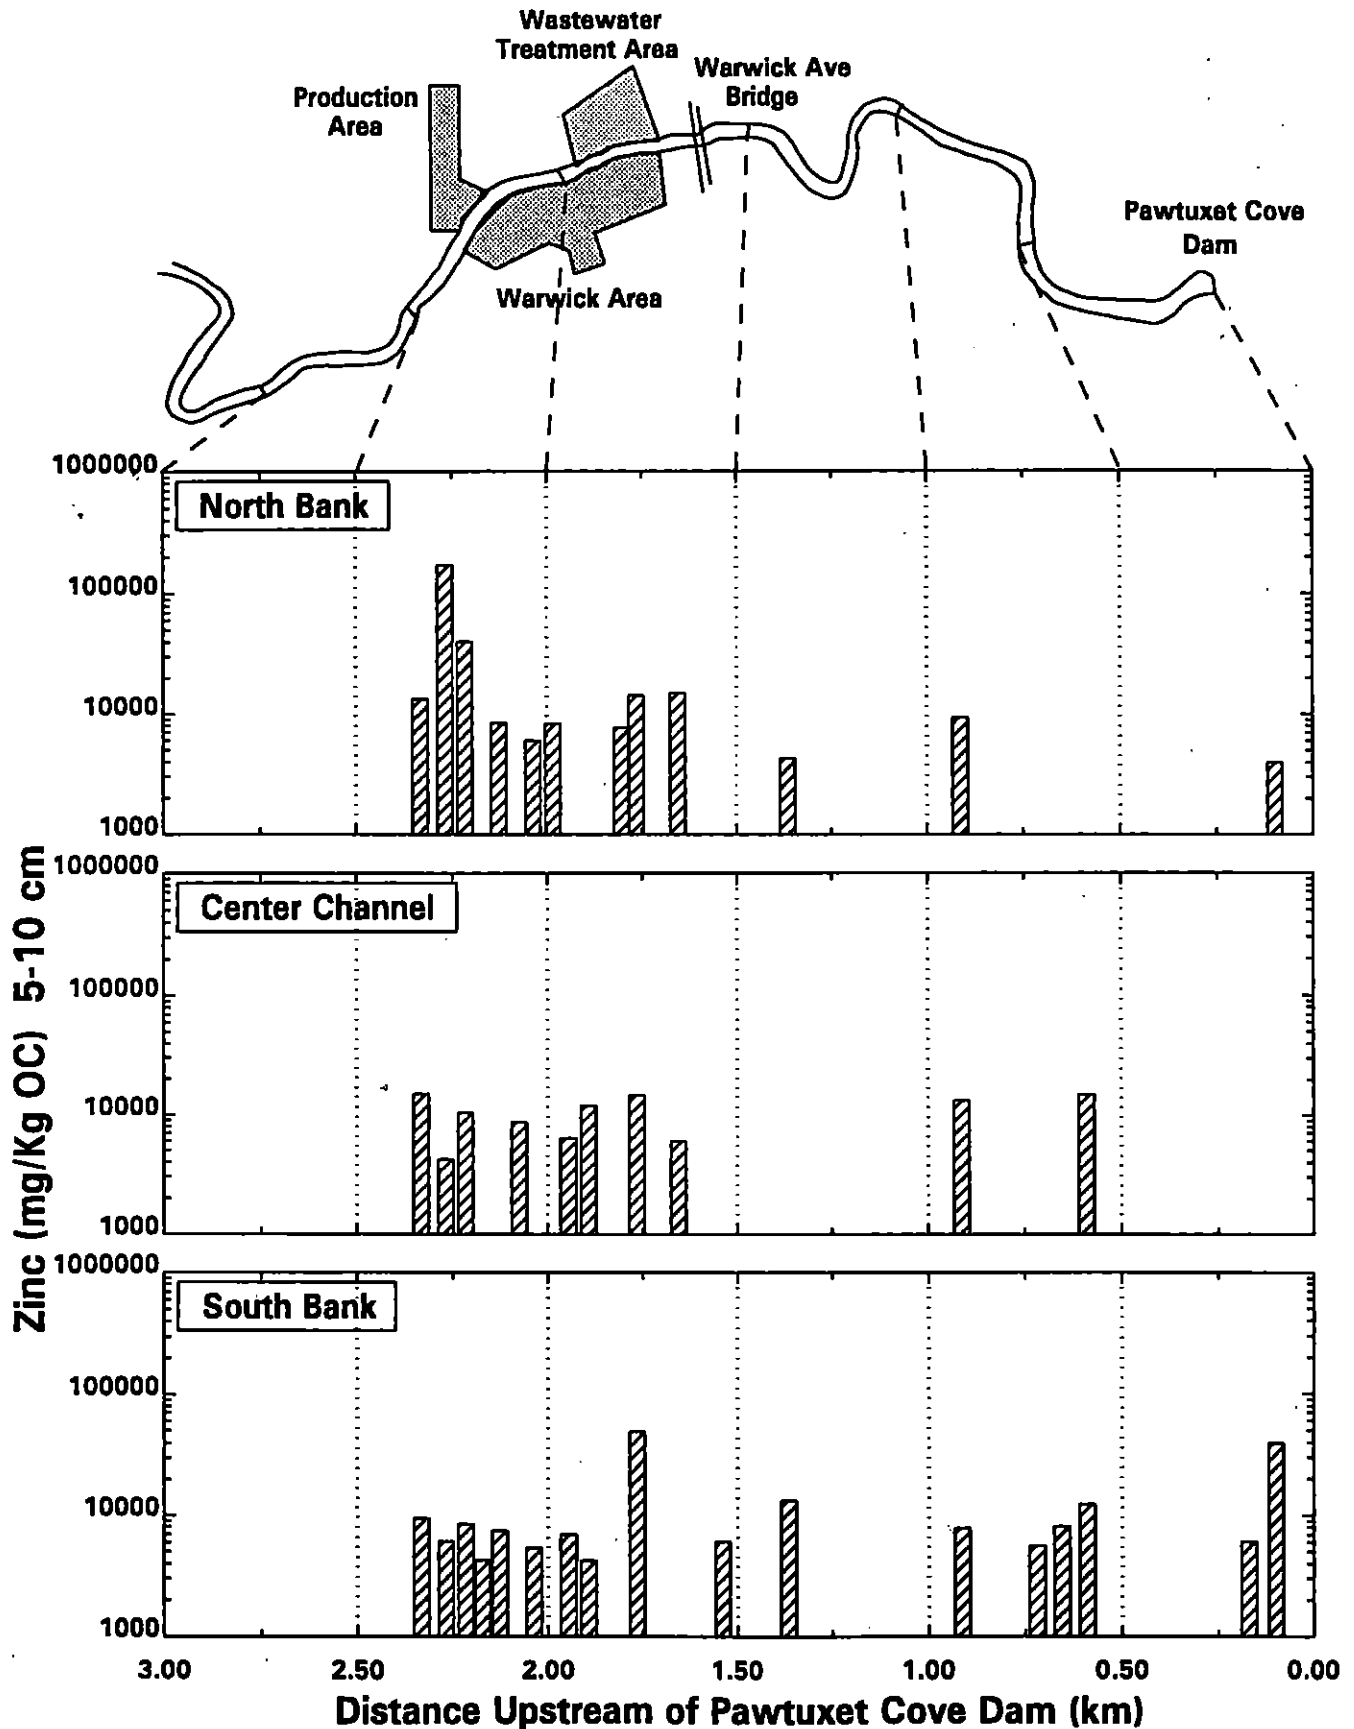 Wastewater
Treatment Area
Warwick Ave
Bridge
Production
Area
Pawtuxet Cove
Dam
Warwick Area
1000000
North Bank
100000
10000
1000
1000000
Center Channel
100000
10000
1000
1000000
South Bank
100000
10000
1000
Zinc (mg/Kg OC) 5-10 cm
3.00 2.50 2.00 1.50 1.00 0.50 0.00
Distance Upstream of Pawtuxet Cove Dam (km)